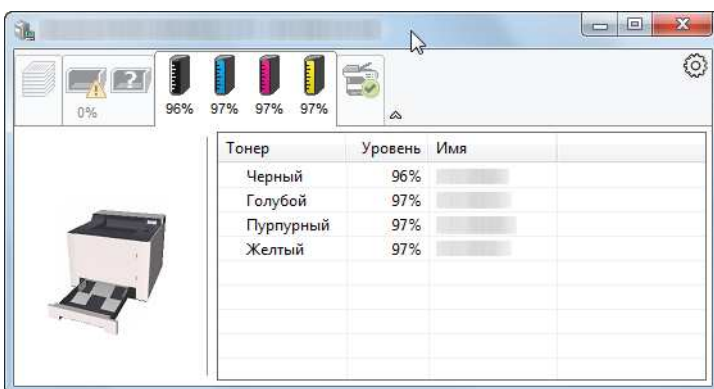 0%
96% 97% 97% 97%
Тонер Уровень Имя
Черный 96%
Голубой 97%
Пурпурный 97%
Желтый 97%